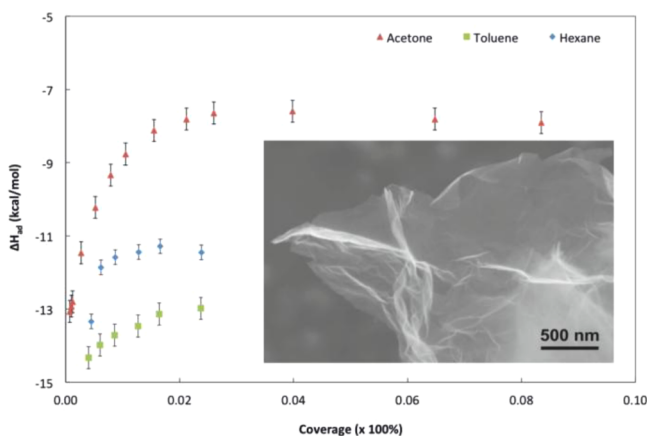 -5
Acetone Toluene Hexane
-7
-9
ΔHad (kcal/mol)
-11
-13
-15
500 nm
0.00 0.02 0.04 0.06 0.08 0.10
Coverage (x 100%)